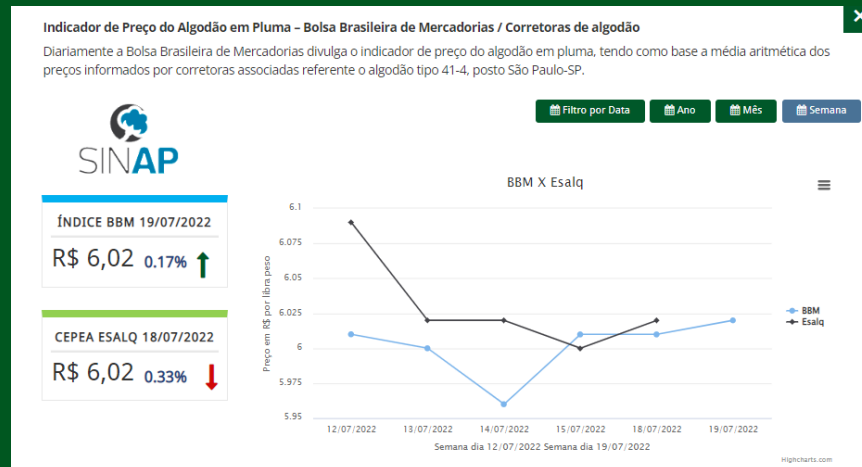 Indicador de Preço do Algodão em Pluma – Bolsa Brasileira de Mercadorias / Corretoras de algodão
Diariamente a Bolsa Brasileira de Mercadorias divulga o indicador de preço do algodão em pluma, tendo como base a média aritmética dos
preços informados por corretoras associadas referente o algodão tipo 41-4, posto São Paulo-SP.
Filtro por Data
Ano
Mês
Semana
SINAP
ÍNDICE BBM 19/07/2022
R$ 6,02 0.17%
CEPEA ESALQ 18/07/2022
R$ 6,02 0.33%
BBM X Esalq
Preço em R$ por libra peso
6.1
6.075
6.05
6.025
6
5.975
5.95
12/07/2022
13/07/2022
14/07/2022
15/07/2022
18/07/2022
19/07/2022
Semana dia 12/07/2022 Semana dia 19/07/2022
BBM
Esalq
Highcharts.com